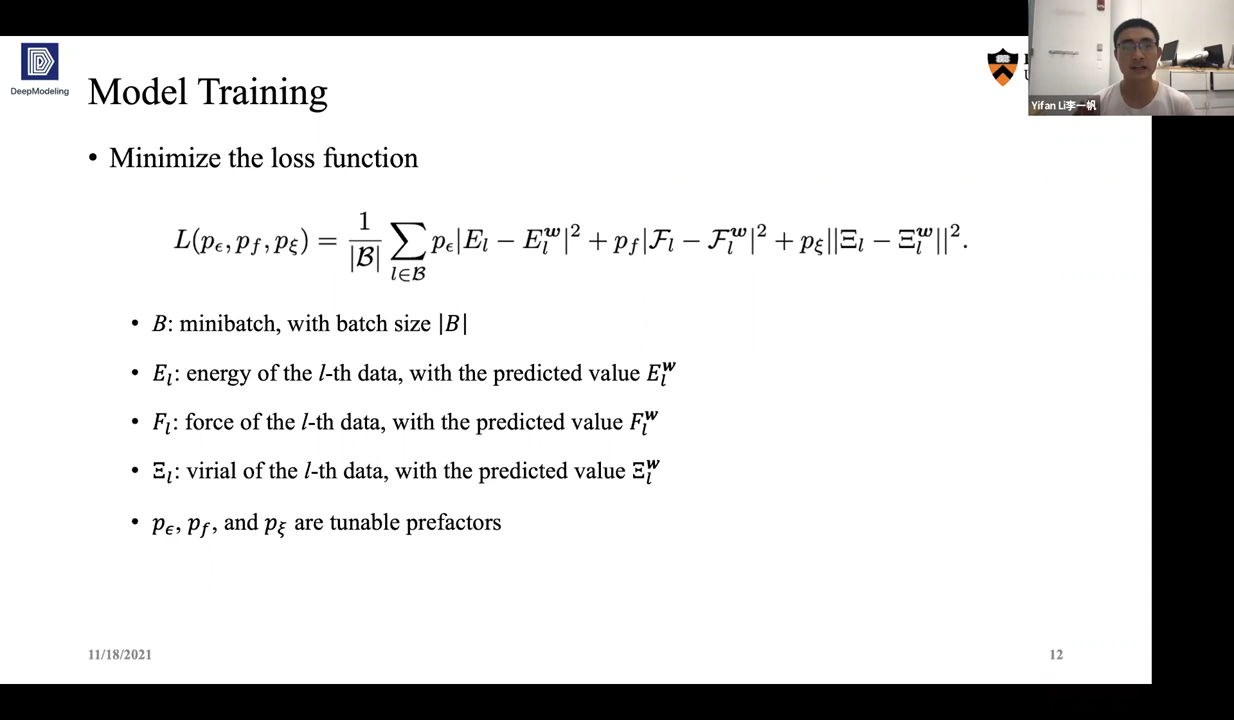 DeepModeling
Model Training
Yifan Li李一帆
• Minimize the loss function
L(p_ϵ, p_f, p_ξ) = 1/|𝓑| ∑_{l∈𝓑} p_ϵ|E_l − E_l^w|² + p_f|𝓕_l − 𝓕_l^w|² + p_ξ||Ξ_l − Ξ_l^w||².
• B: minibatch, with batch size |B|
• E_l: energy of the l-th data, with the predicted value E_l^w
• F_l: force of the l-th data, with the predicted value F_l^w
• Ξ_l: virial of the l-th data, with the predicted value Ξ_l^w
• p_ϵ, p_f, and p_ξ are tunable prefactors
11/18/2021
12